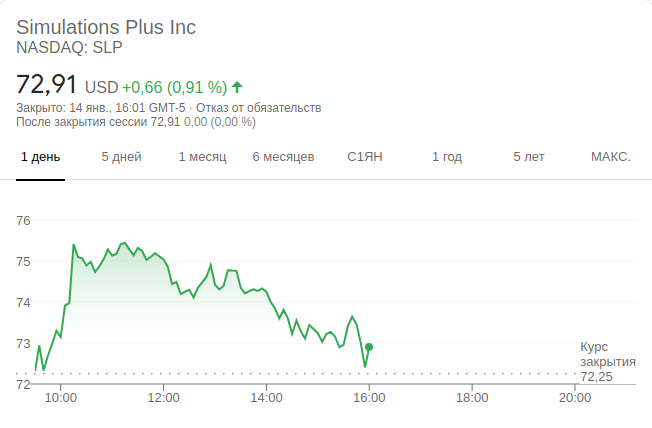 Simulations Plus Inc
NASDAQ: SLP
72,91 USD +0,66 (0,91 %)
Закрыто: 14 янв., 16:01 GMT-5 · Отказ от обязательств
После закрытия сессии 72,91 0,00 (0,00 %)
1 день 5 дней 1 месяц 6 месяцев С1ЯН 1 год 5 лет МАКС.
76
75
74
73
72
Курс
закрытия
72,25
10:00 12:00 14:00 16:00 18:00 20:00